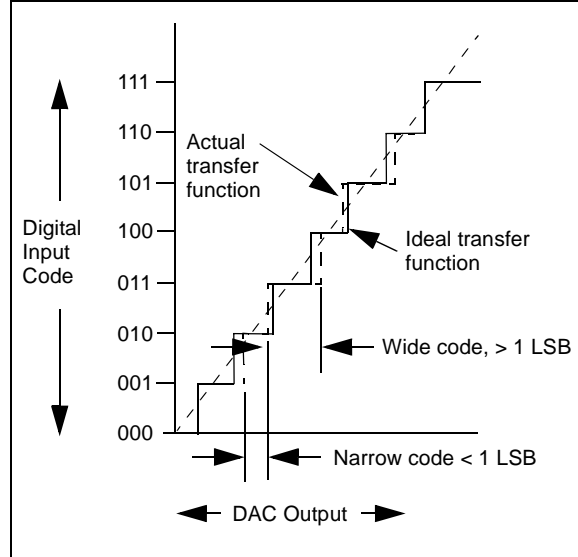 111
110
Actual
transfer
function
101
Digital
Input
Code
100
Ideal transfer
function
011
010
Wide code, > 1 LSB
001
000
Narrow code < 1 LSB
DAC Output